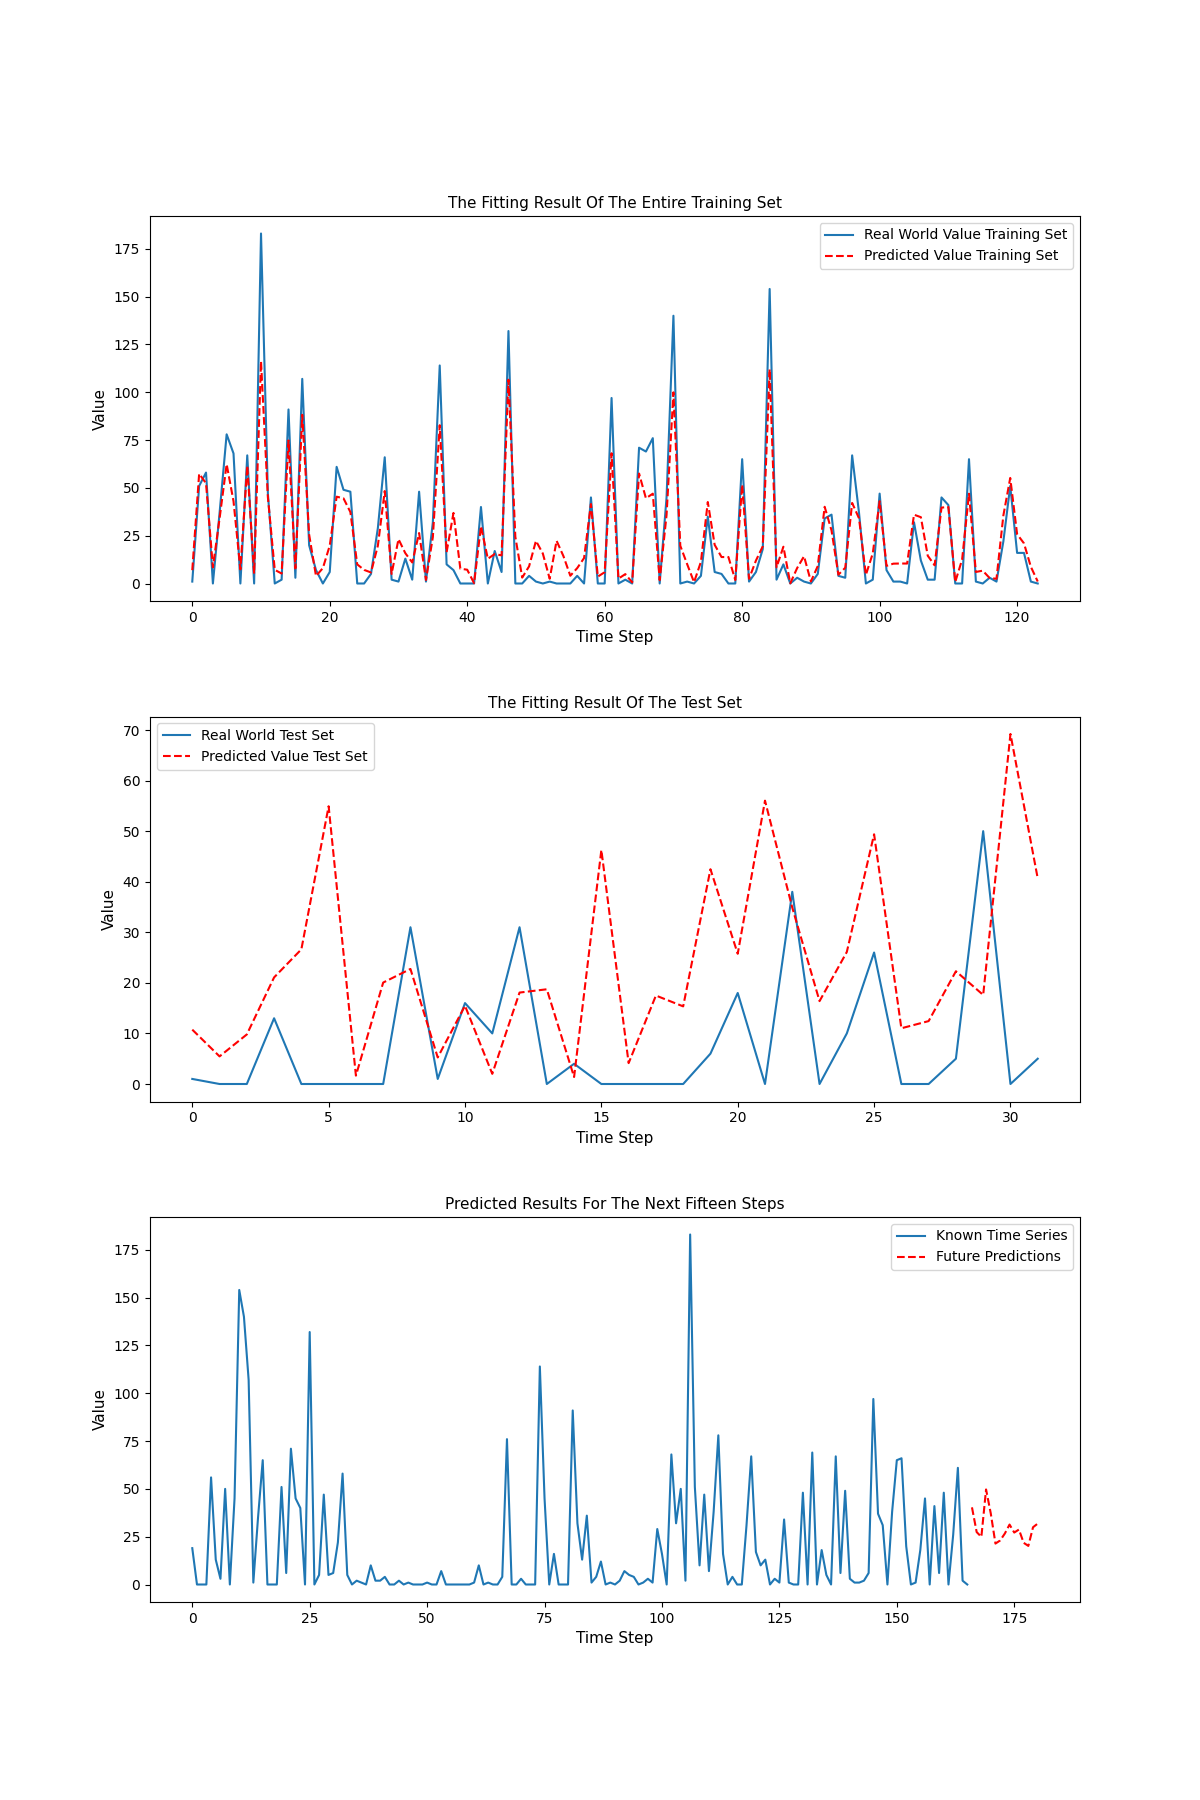 The Fitting Result Of The Entire Training Set
Real World Value Training Set
Predicted Value Training Set
Value
175
150
125
100
75
50
25
0
0 20 40 60 80 100 120
Time Step
The Fitting Result Of The Test Set
Real World Test Set
Predicted Value Test Set
Value
70
60
50
40
30
20
10
0
0 5 10 15 20 25 30
Time Step
Predicted Results For The Next Fifteen Steps
Known Time Series
Future Predictions
Value
175
150
125
100
75
50
25
0
0 25 50 75 100 125 150 175
Time Step